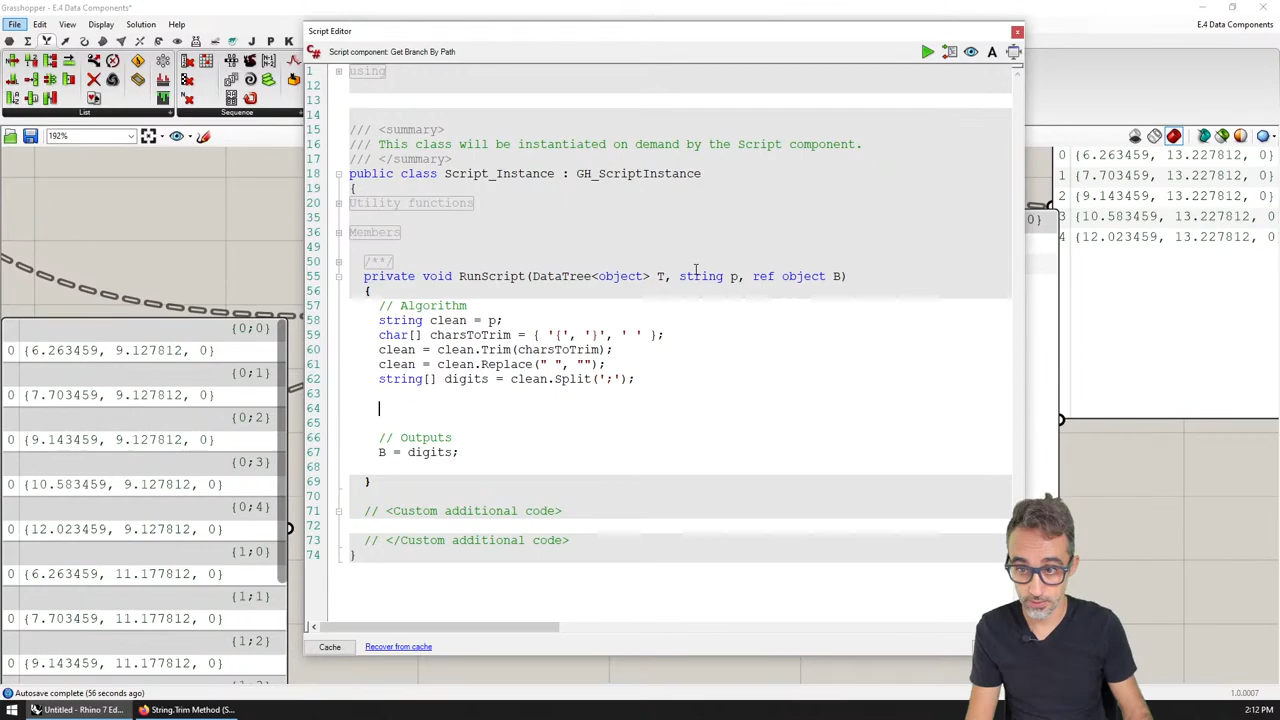 Grasshopper - E.4 Data Components*
File Edit View Display Solution Help
E.4 Data Components
P K
List
Sequence
192%
Script Editor
Script component: Get Branch By Path
1 using
12
13
14
15 /// <summary>
16 /// This class will be instantiated on demand by the Script component.
17 /// </summary>
18 public class Script_Instance : GH_ScriptInstance
19 {
20 Utility functions
35
36 Members
49
50 /**/
55 private void RunScript(DataTree<object> T, string p, ref object B)
56 {
57 // Algorithm
58 string clean = p;
59 char[] charsToTrim = { '{', '}', ' ' };
60 clean = clean.Trim(charsToTrim);
61 clean = clean.Replace(" ", "");
62 string[] digits = clean.Split(';');
63
64
65
66 // Outputs
67 B = digits;
68
69 }
70
71 // <Custom additional code>
72
73 // </Custom additional code>
74 }
Cache
Recover from cache
{0;0}
0 {6.263459, 9.127812, 0}
{0;1}
0 {7.703459, 9.127812, 0}
{0;2}
0 {9.143459, 9.127812, 0}
{0;3}
0 {10.583459, 9.127812, 0}
{0;4}
0 {12.023459, 9.127812, 0}
{1;0}
0 {6.263459, 11.177812, 0}
{1;1}
0 {7.703459, 11.177812, 0}
{1;2}
0 {9.143459, 11.177812, 0}
0 {6.263459, 13.227812, 0}
1 {7.703459, 13.227812, 0}
2 {9.143459, 13.227812, 0}
3 {10.583459, 13.227812, 0}
4 {12.023459, 13.227812, 0}
Autosave complete (56 seconds ago)
1.0.0007
Untitled - Rhino 7 Ed...
String.Trim Method (S...
2:12 PM